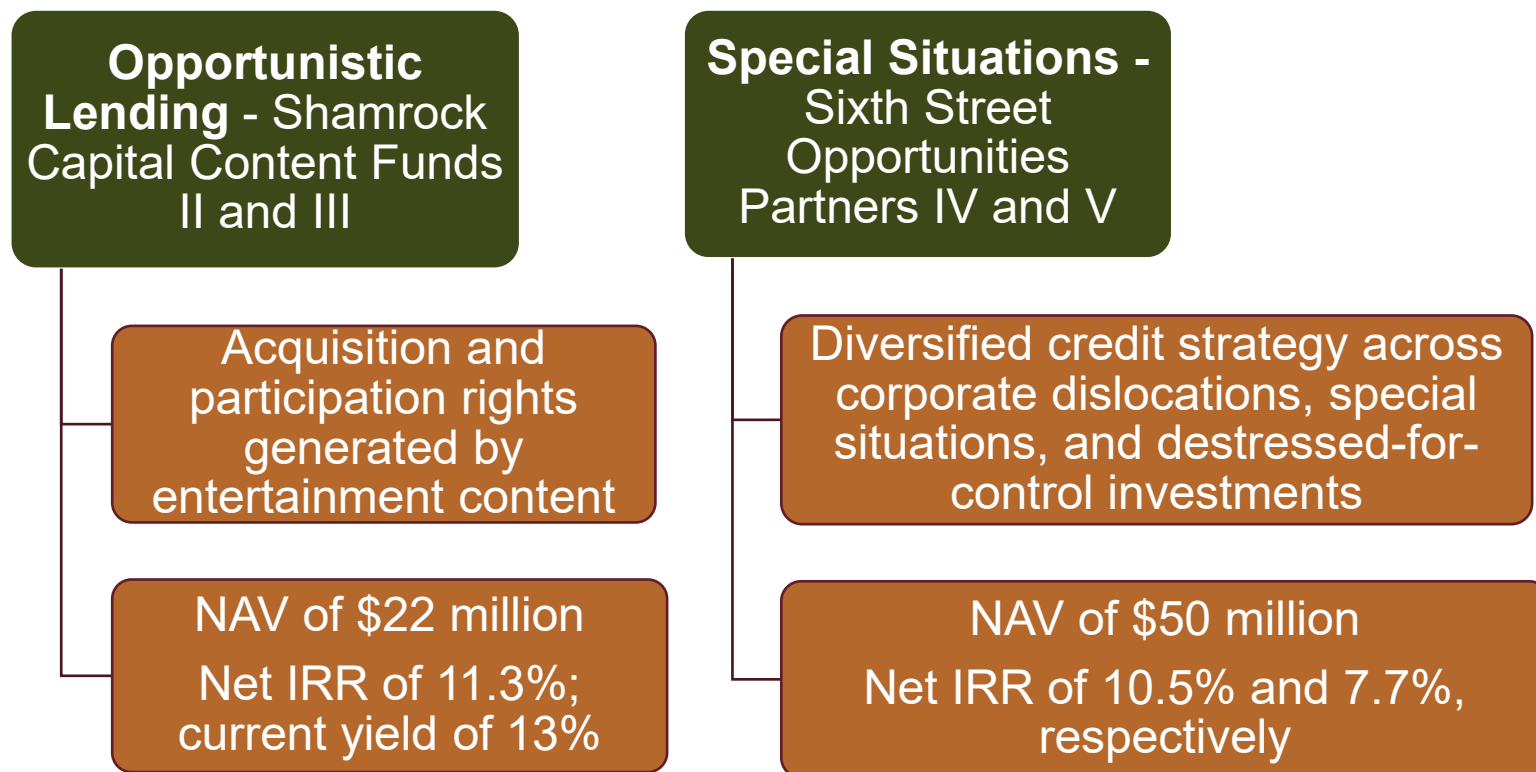 Opportunistic
Lending - Shamrock
Capital Content Funds
II and III
Acquisition and
participation rights
generated by
entertainment content
NAV of $22 million
Net IRR of 11.3%;
current yield of 13%
Special Situations -
Sixth Street
Opportunities
Partners IV and V
Diversified credit strategy across
corporate dislocations, special
situations, and destressed-for-
control investments
NAV of $50 million
Net IRR of 10.5% and 7.7%,
respectively